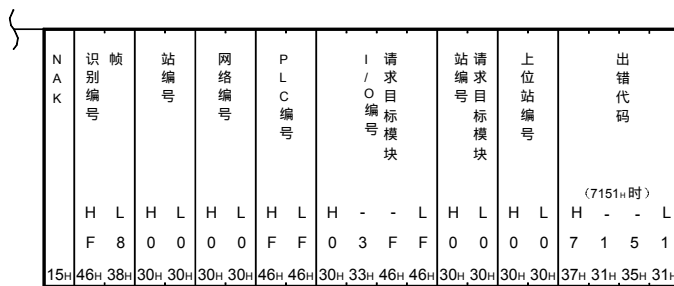 NAK
帧识别编号
站编号
网络编号
PLC编号
请求目标模块I/O编号
请求目标模块站编号
上位站编号
出错代码
(7151H时)
H L H L H L H L H - - L H L H L H - - L
F 8 0 0 0 0 F F 0 3 F F 0 0 0 0 7 1 5 1
15H 46H 38H 30H 30H 30H 30H 46H 46H 30H 33H 46H 46H 30H 30H 30H 30H 37H 31H 35H 31H